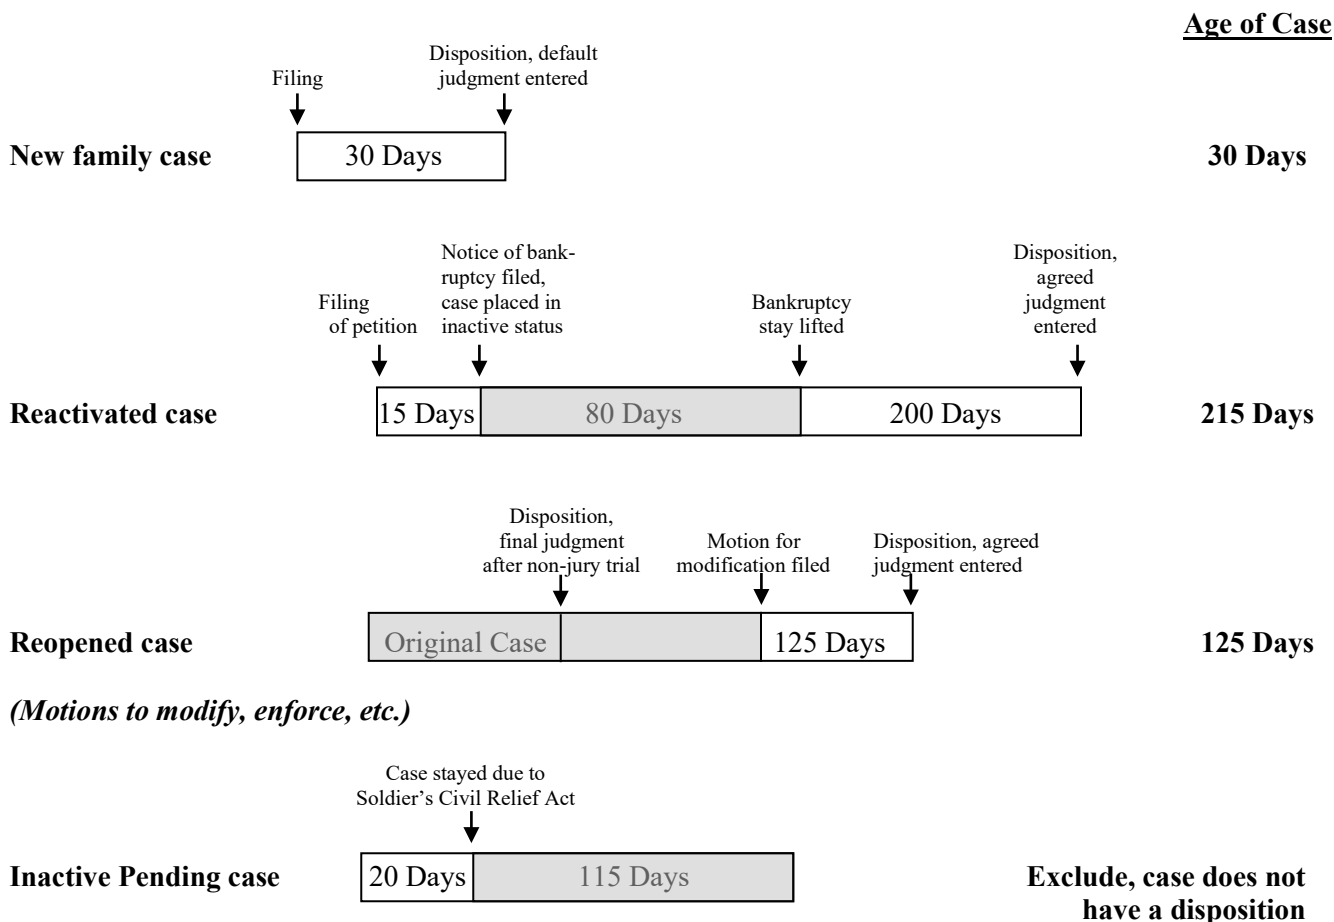 Age of Case
Disposition, default
judgment entered
Filing
New family case
30 Days
30 Days
Notice of bank-
ruptcy filed,
case placed in
inactive status
Disposition,
agreed
judgment
entered
Filing
of petition
Bankruptcy
stay lifted
Reactivated case
15 Days
80 Days
200 Days
215 Days
Disposition,
final judgment
after non-jury trial
Motion for
modification filed
Disposition, agreed
judgment entered
Reopened case
Original Case
125 Days
125 Days
(Motions to modify, enforce, etc.)
Case stayed due to
Soldier’s Civil Relief Act
Inactive Pending case
20 Days
115 Days
Exclude, case does not
have a disposition